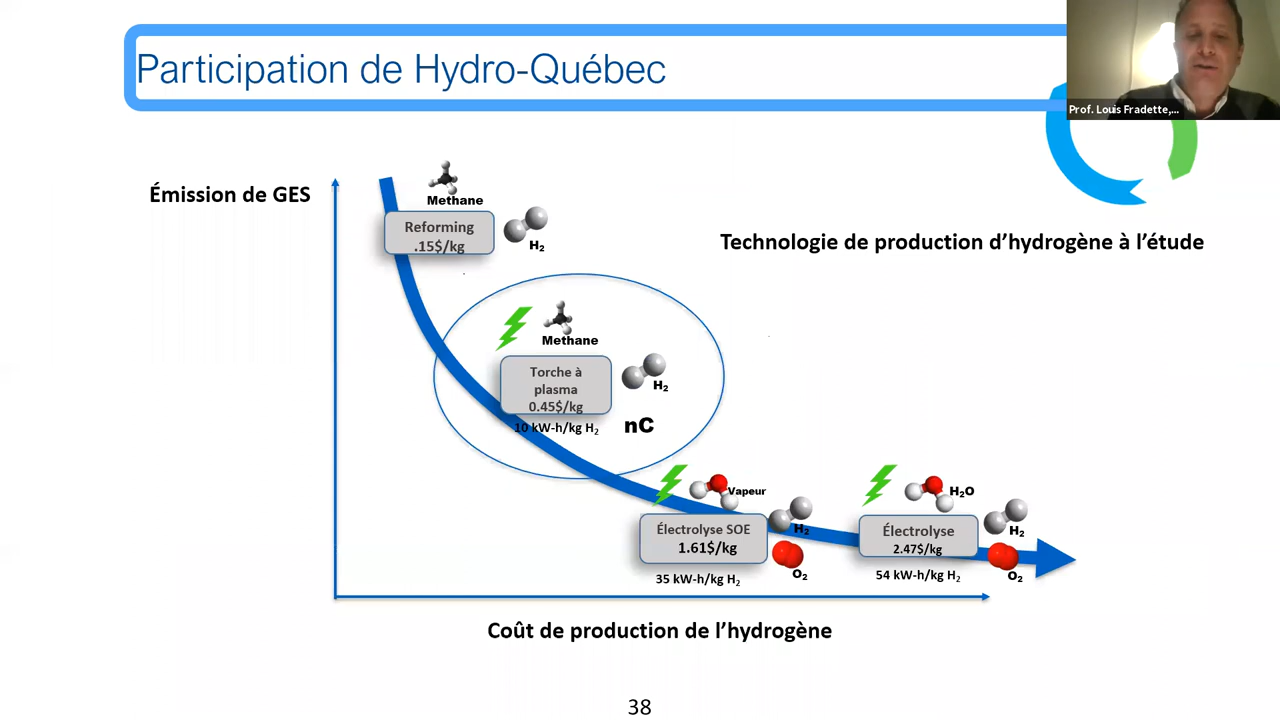 Participation de Hydro-Québec
Prof. Louis Fradette,...
Émission de GES
Methane
Reforming
.15$/kg
H₂
Technologie de production d'hydrogène à l'étude
Methane
Torche à
plasma
0.45$/kg
H₂
10 kW-h/kg H₂
nC
Vapeur
Électrolyse SOE
1.61$/kg
H₂
O₂
35 kW-h/kg H₂
H₂O
Électrolyse
2.47$/kg
H₂
O₂
54 kW-h/kg H₂
Coût de production de l'hydrogène
38